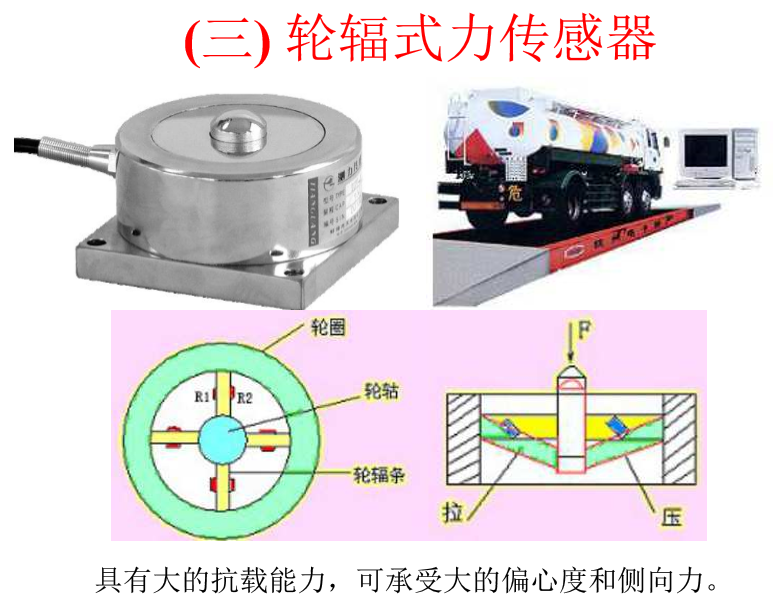 (三) 轮辐式力传感器
危
轮圈
R1 R2
轮毂
轮辐条
F
拉
压
具有大的抗载能力，可承受大的偏心度和侧向力。